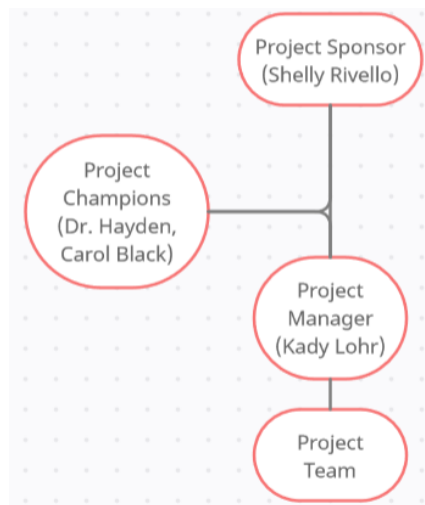 Project Sponsor
(Shelly Rivello)
Project
Champions
(Dr. Hayden,
Carol Black)
Project
Manager
(Kady Lohr)
Project
Team